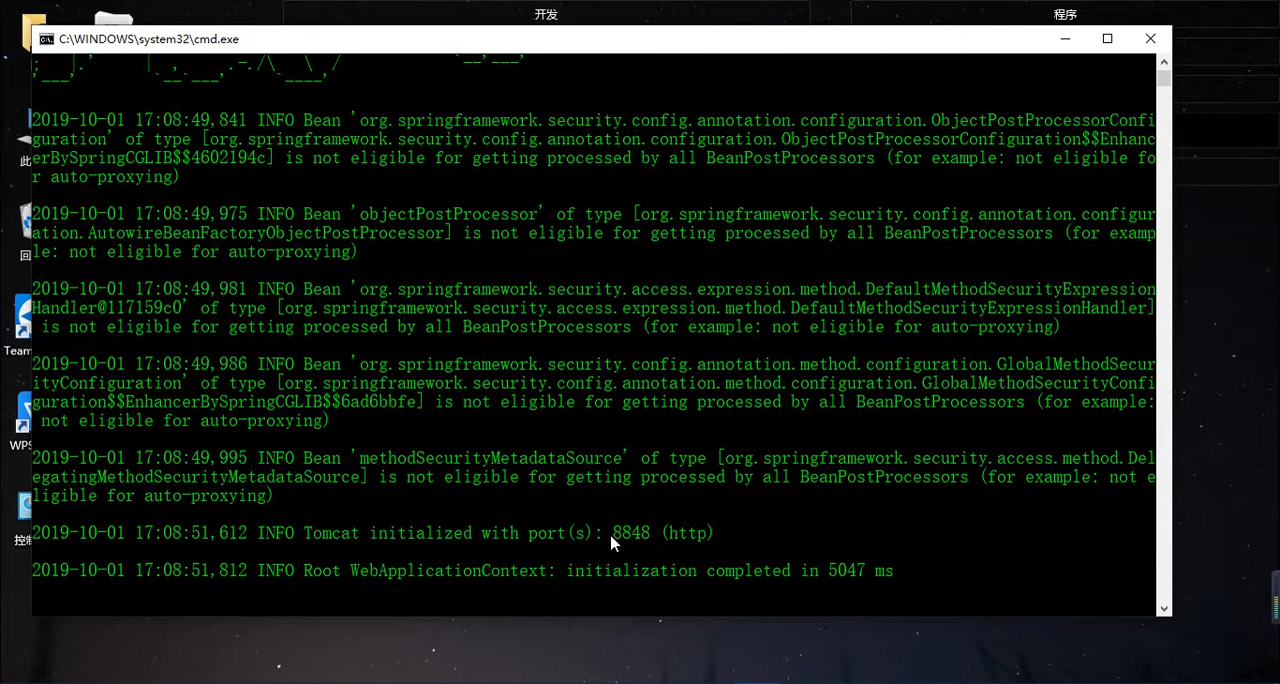 开发
程序
C:\WINDOWS\system32\cmd.exe
2019-10-01 17:08:49,841 INFO Bean 'org.springframework.security.config.annotation.configuration.ObjectPostProcessorConfi
guration' of type [org.springframework.security.config.annotation.configuration.ObjectPostProcessorConfiguration$$Enhanc
erBySpringCGLIB$$4602194c] is not eligible for getting processed by all BeanPostProcessors (for example: not eligible fo
r auto-proxying)
2019-10-01 17:08:49,975 INFO Bean 'objectPostProcessor' of type [org.springframework.security.config.annotation.configur
ation.AutowireBeanFactoryObjectPostProcessor] is not eligible for getting processed by all BeanPostProcessors (for examp
le: not eligible for auto-proxying)
2019-10-01 17:08:49,981 INFO Bean 'org.springframework.security.access.expression.method.DefaultMethodSecurityExpression
Handler@117159c0' of type [org.springframework.security.access.expression.method.DefaultMethodSecurityExpressionHandler]
is not eligible for getting processed by all BeanPostProcessors (for example: not eligible for auto-proxying)
2019-10-01 17:08:49,986 INFO Bean 'org.springframework.security.config.annotation.method.configuration.GlobalMethodSecur
ityConfiguration' of type [org.springframework.security.config.annotation.method.configuration.GlobalMethodSecurityConfi
guration$$EnhancerBySpringCGLIB$$6ad6bbfe] is not eligible for getting processed by all BeanPostProcessors (for example:
not eligible for auto-proxying)
2019-10-01 17:08:49,995 INFO Bean 'methodSecurityMetadataSource' of type [org.springframework.security.access.method.Del
egatingMethodSecurityMetadataSource] is not eligible for getting processed by all BeanPostProcessors (for example: not e
ligible for auto-proxying)
2019-10-01 17:08:51,612 INFO Tomcat initialized with port(s): 8848 (http)
2019-10-01 17:08:51,812 INFO Root WebApplicationContext: initialization completed in 5047 ms
此
回
Team
WPS
控制